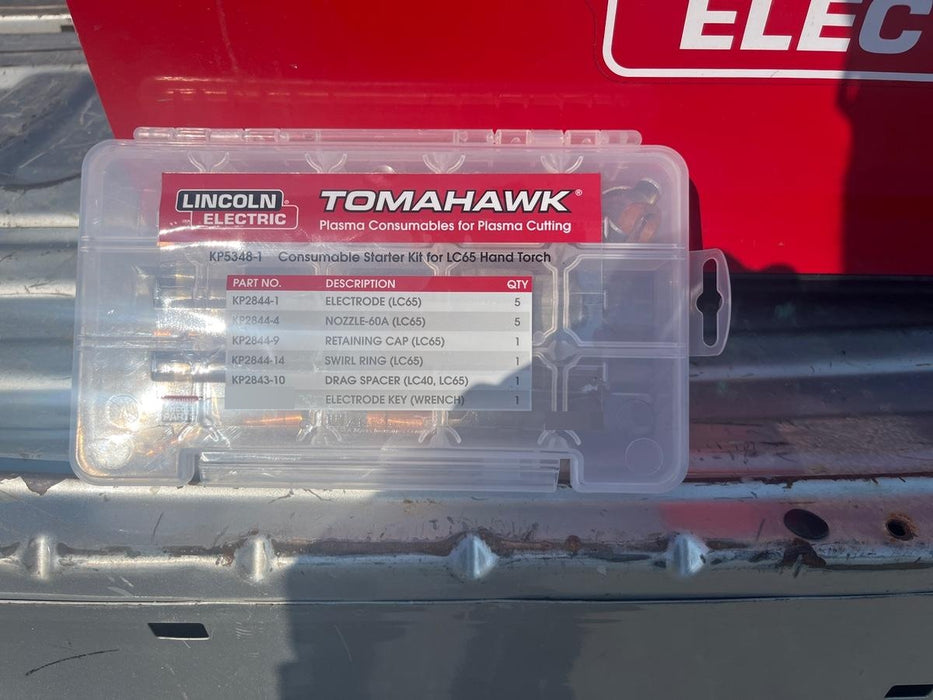 ELEC
LINCOLN
ELECTRIC
TOMAHAWK®
Plasma Consumables for Plasma Cutting
KP5348-1 Consumable Starter Kit for LC65 Hand Torch
PART NO. DESCRIPTION QTY
KP2844-1 ELECTRODE (LC65) 5
KP2844-4 NOZZLE-60A (LC65) 5
KP2844-9 RETAINING CAP (LC65) 1
KP2844-14 SWIRL RING (LC65) 1
KP2843-10 DRAG SPACER (LC40, LC65) 1
ELECTRODE KEY (WRENCH) 1